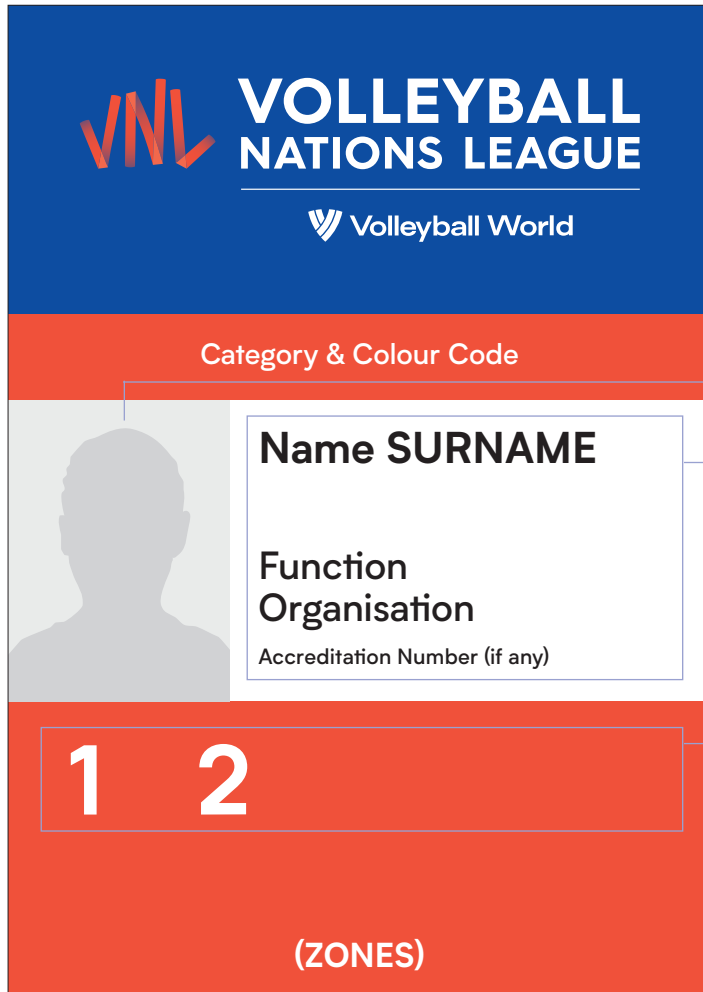 VNL
VOLLEYBALL
NATIONS LEAGUE
Volleyball World
Category & Colour Code
Name SURNAME
Function
Organisation
Accreditation Number (if any)
1 2
(ZONES)